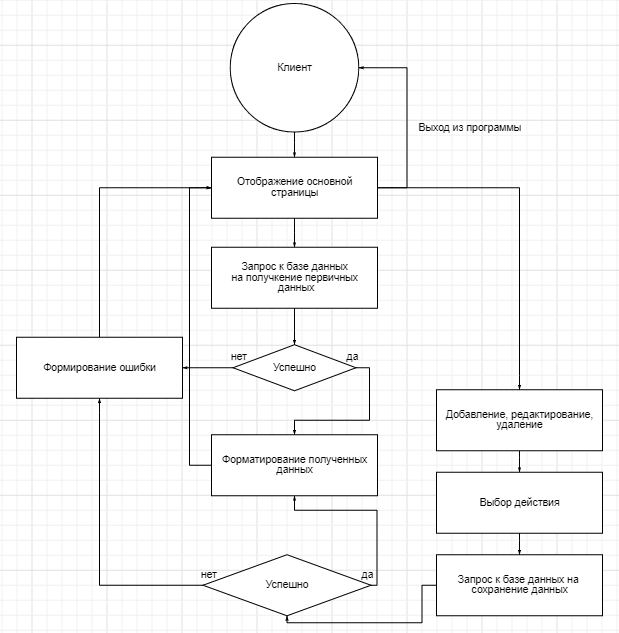 Клиент
Выход из программы
Отображение основной
страницы
Запрос к базе данных
на получкение первичных
данных
нет
да
Успешно
Формирование ошибки
Добавление, редактирование,
удаление
Форматирование полученных
данных
Выбор действия
нет
да
Успешно
Запрос к базе данных на
сохранение данных